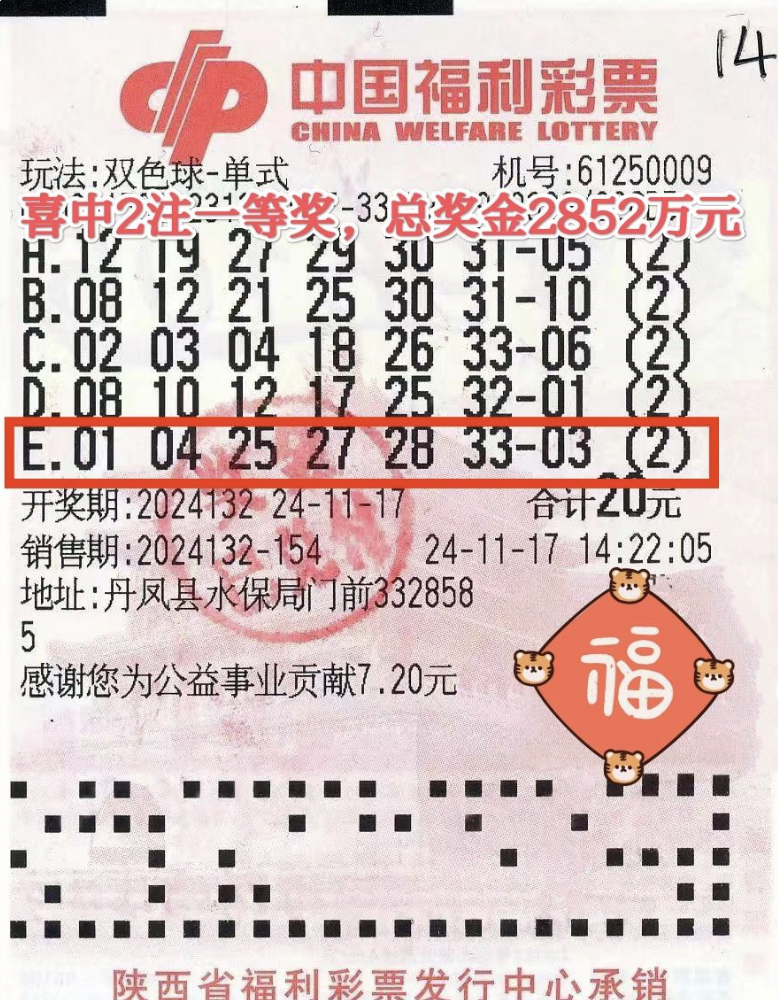 14
中国福利彩票
CHINA WELFARE LOTTERY
玩法:双色球-单式 机号:61250009
喜中2注一等奖，总奖金2852万元
A.12 19 27 29 30 31-05 (2)
B.08 12 21 25 30 31-10 (2)
C.02 03 04 18 26 33-06 (2)
D.08 10 12 17 25 32-01 (2)
E.01 04 25 27 28 33-03 (2)
开奖期:2024132 24-11-17 合计20元
销售期:2024132-154 24-11-17 14:22:05
地址:丹凤县水保局门前332858
5
感谢您为公益事业贡献7.20元
福
陕西省福利彩票发行中心承销